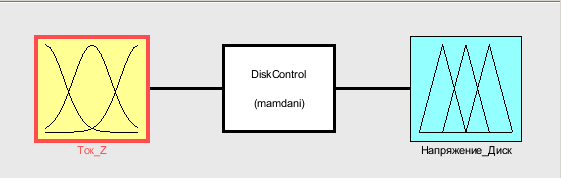 DiskControl
(mamdani)
Ток_Z
Напряжение_Диск